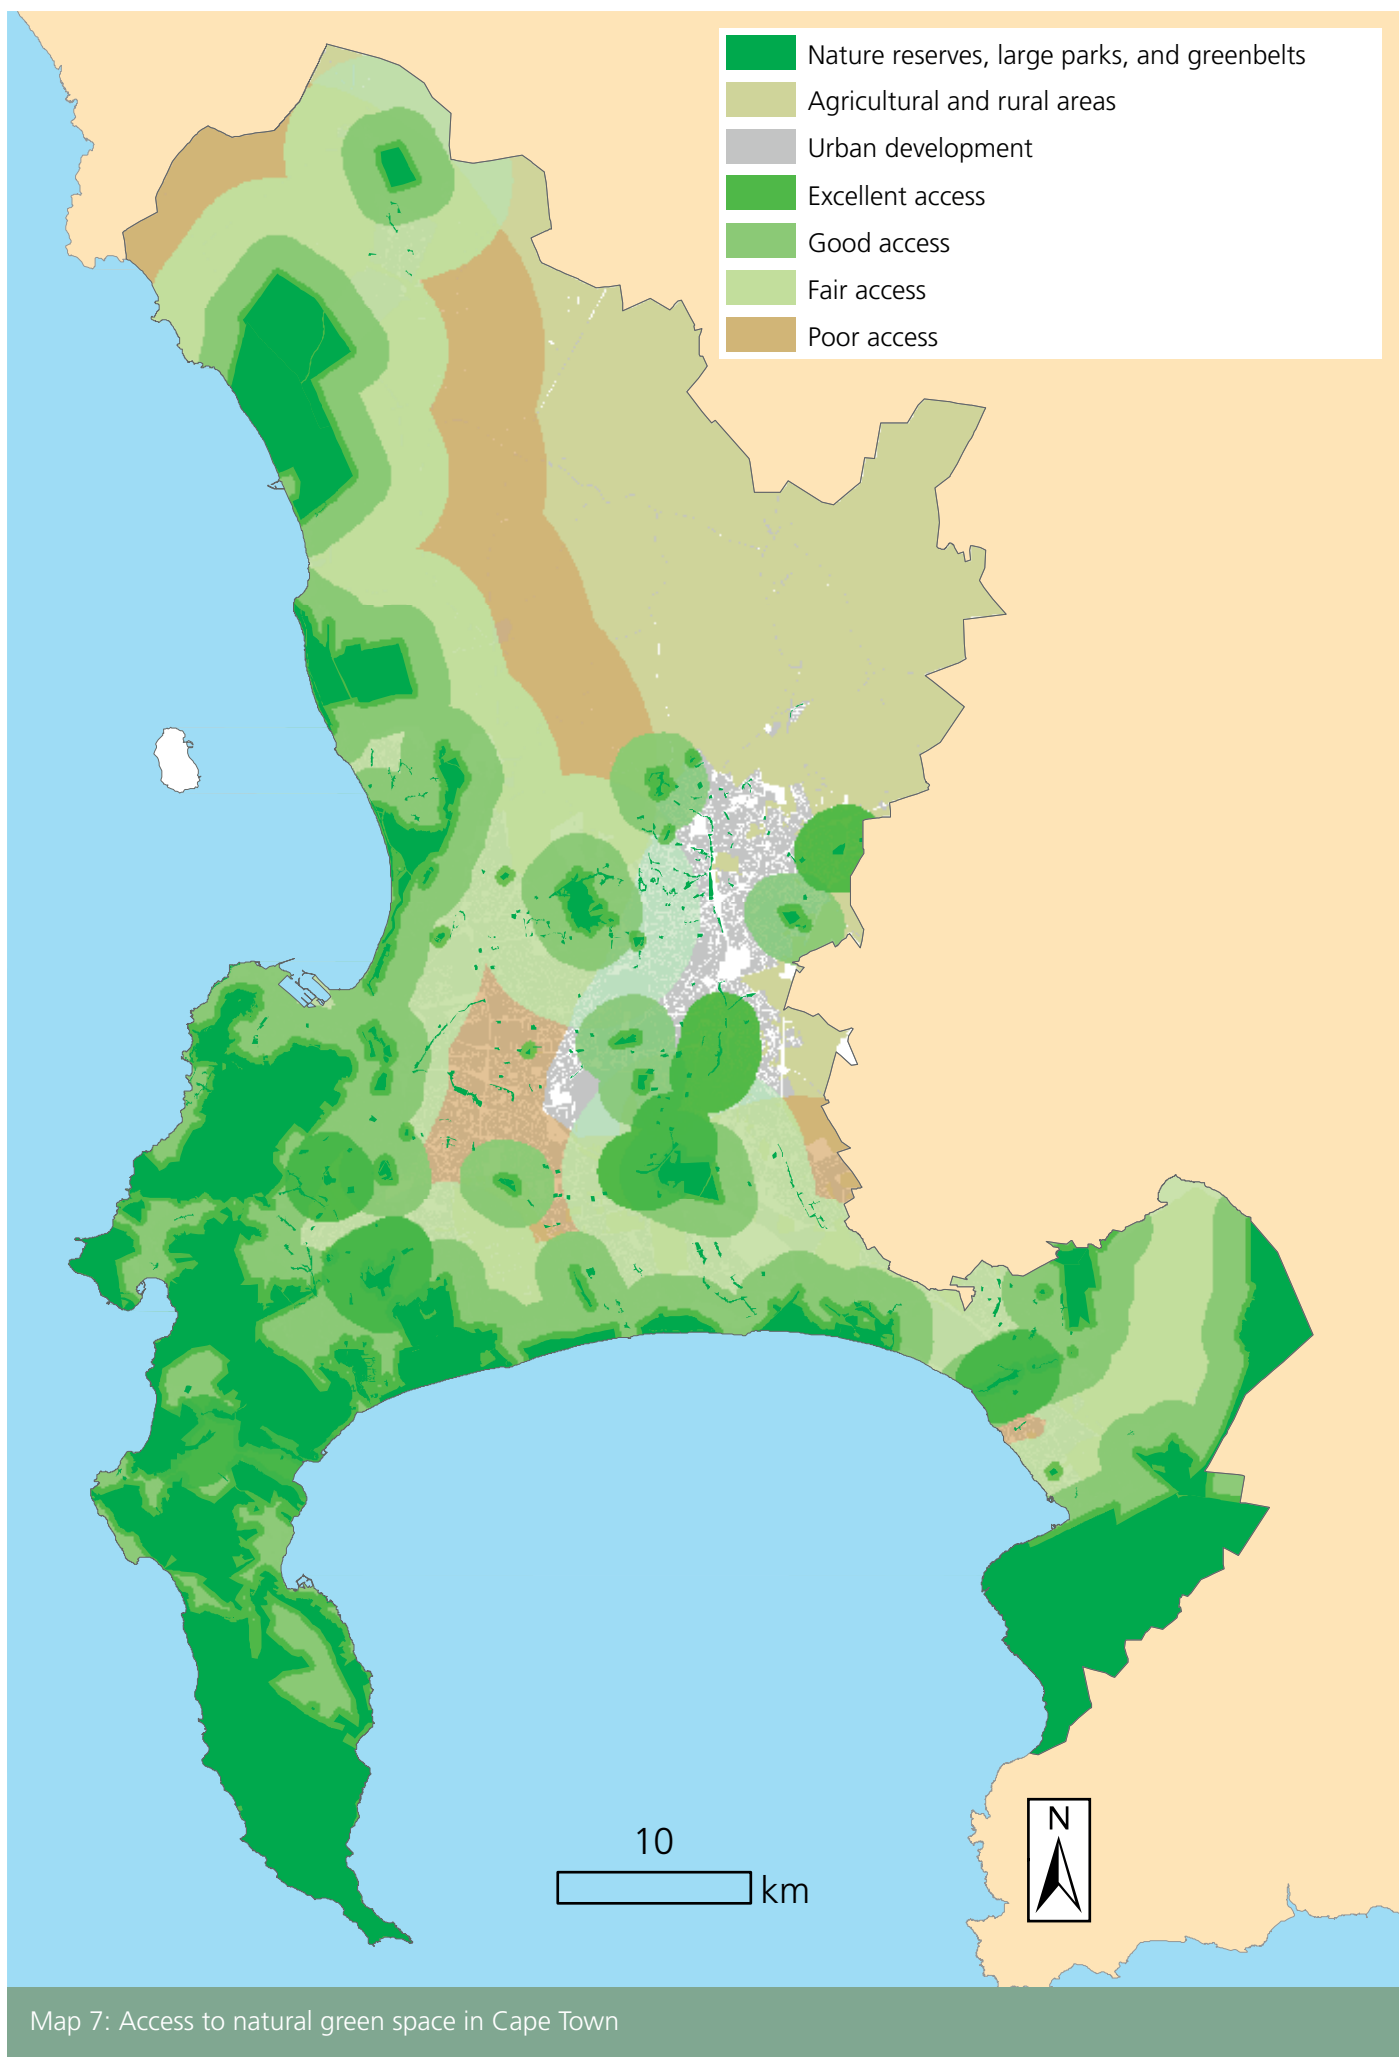 Nature reserves, large parks, and greenbelts
Agricultural and rural areas
Urban development
Excellent access
Good access
Fair access
Poor access
N
10
km
Map 7: Access to natural green space in Cape Town